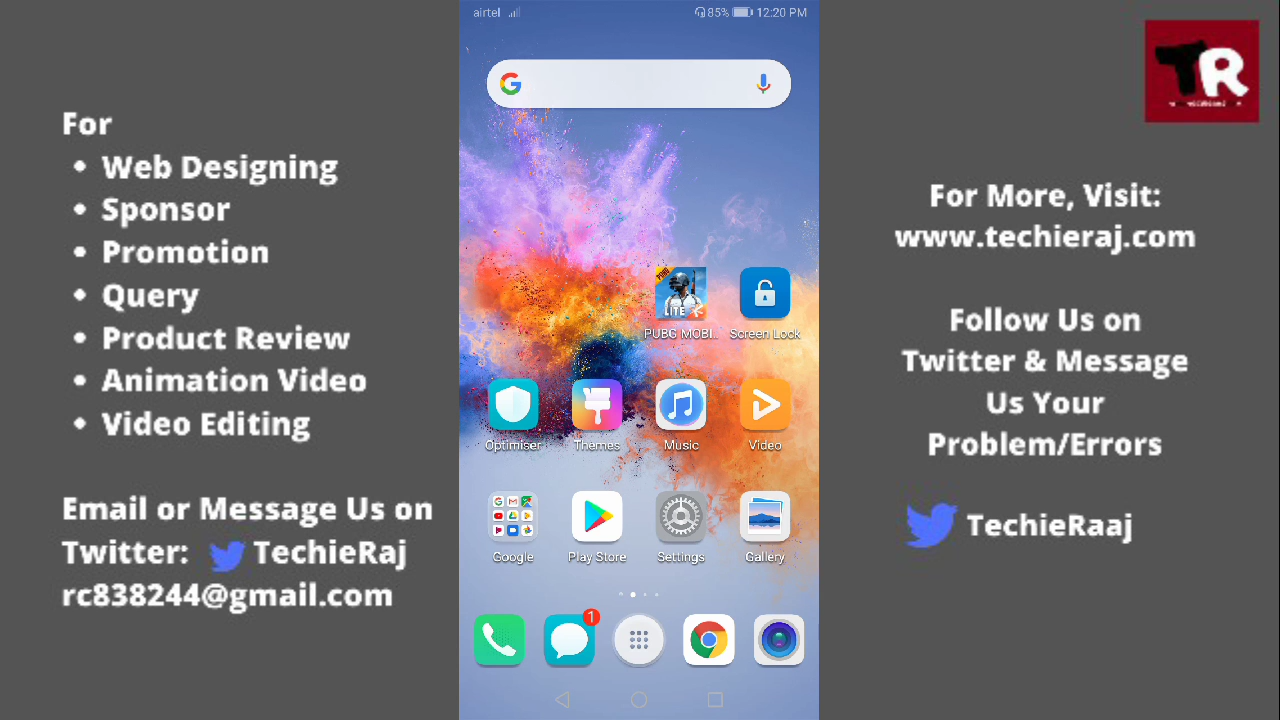 For
• Web Designing
• Sponsor
• Promotion
• Query
• Product Review
• Animation Video
• Video Editing
Email or Message Us on
Twitter: TechieRaj
rc838244@gmail.com
airtel 85% 12:20 PM
LITE
PUBG MOBI.. Screen Lock
Optimiser Themes Music Video
Google Play Store Settings Gallery
1
TR
For More, Visit:
www.techieraj.com
Follow Us on
Twitter & Message
Us Your
Problem/Errors
TechieRaaj